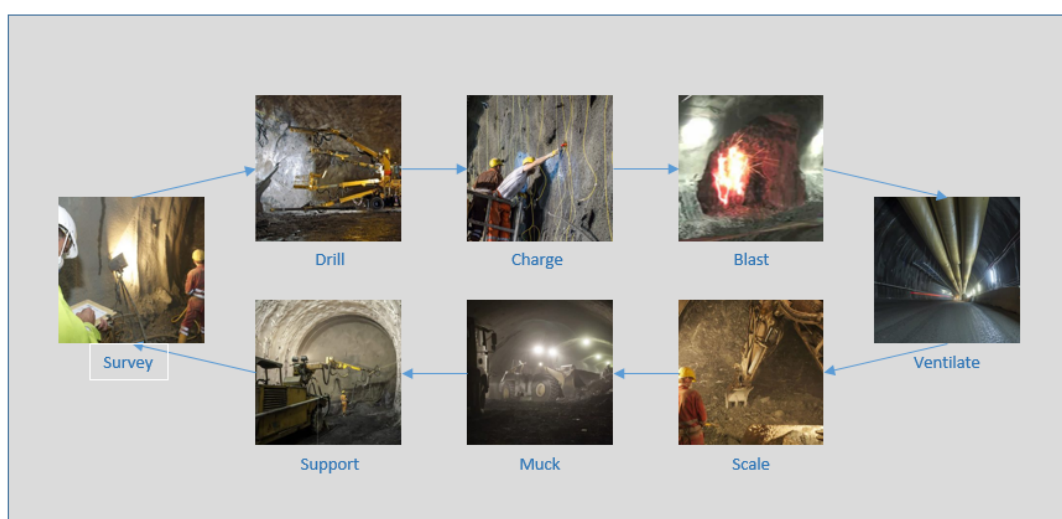 Drill
Charge
Blast
Survey
Ventilate
Support
Muck
Scale